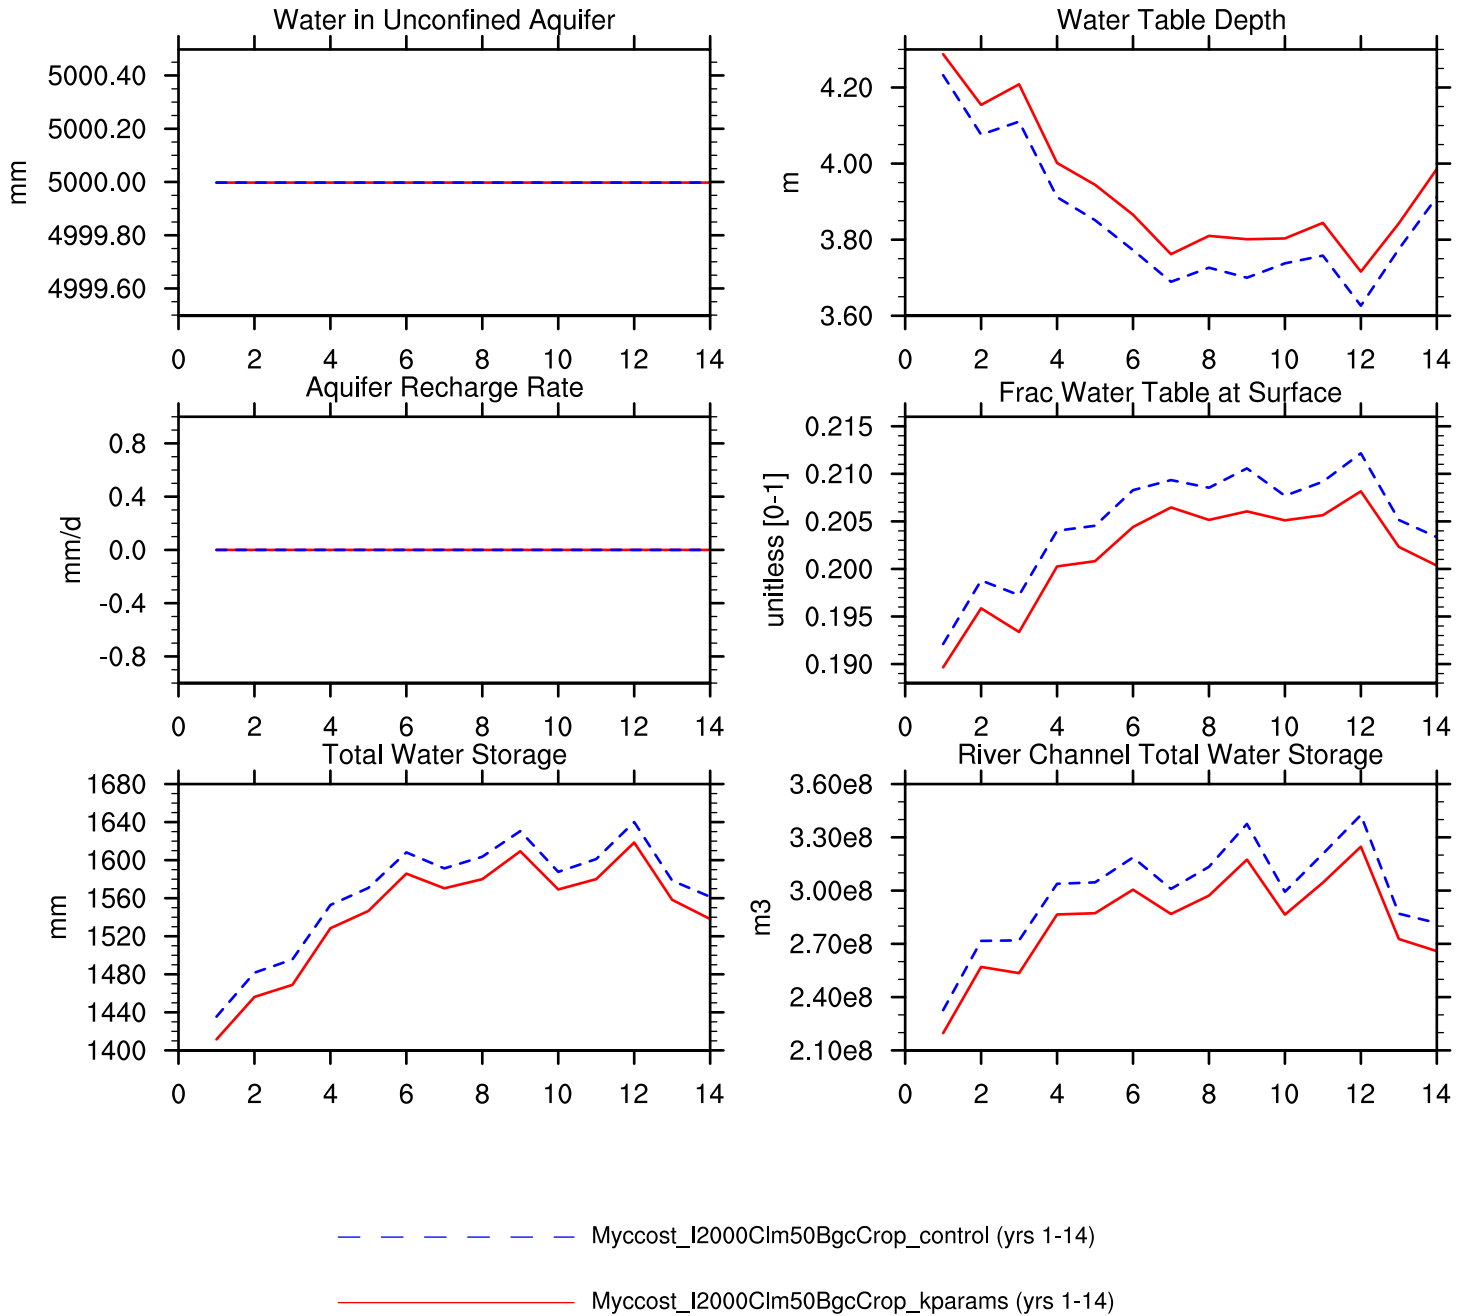 Water in Unconfined Aquifer
5000.40
5000.20
5000.00
4999.80
4999.60
mm
0 2 4 6 8 10 12 14
Water Table Depth
4.20
4.00
3.80
3.60
m
0 2 4 6 8 10 12 14
Aquifer Recharge Rate
0.8
0.4
0.0
-0.4
-0.8
mm/d
0 2 4 6 8 10 12 14
Frac Water Table at Surface
0.215
0.210
0.205
0.200
0.195
0.190
unitless [0-1]
0 2 4 6 8 10 12 14
Total Water Storage
1680
1640
1600
1560
1520
1480
1440
1400
mm
0 2 4 6 8 10 12 14
River Channel Total Water Storage
3.60e8
3.30e8
3.00e8
2.70e8
2.40e8
2.10e8
m3
0 2 4 6 8 10 12 14
Myccost_I2000Clm50BgcCrop_control (yrs 1-14)
Myccost_I2000Clm50BgcCrop_kparams (yrs 1-14)